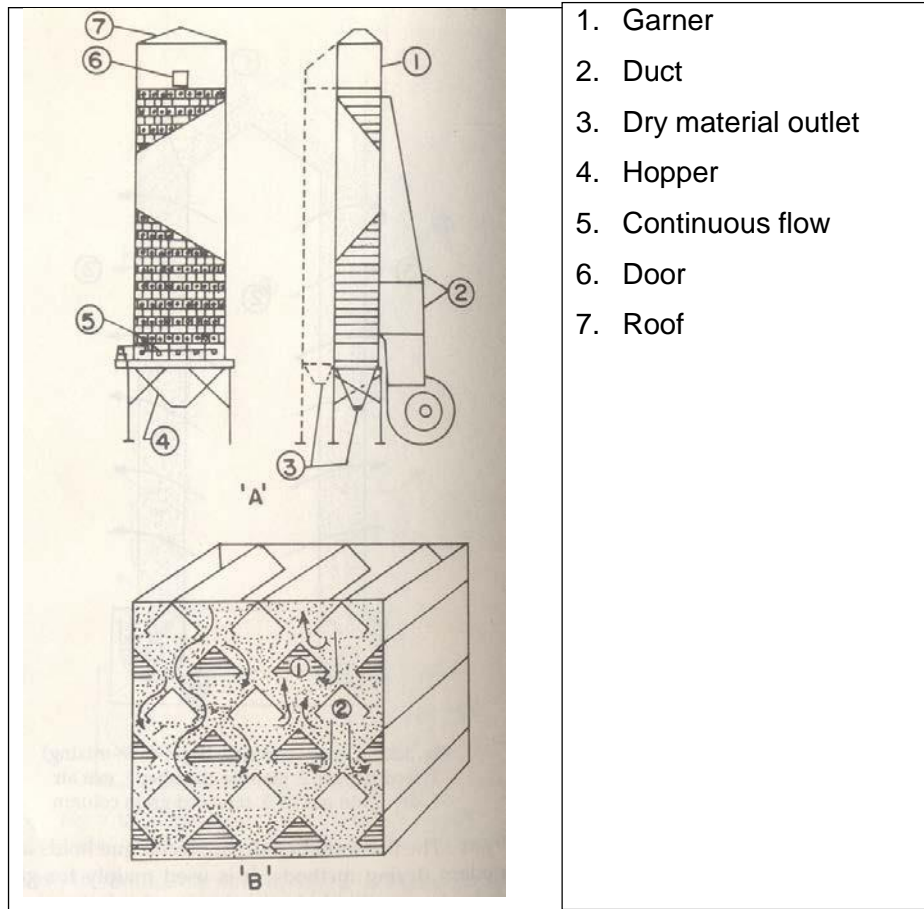 7
6
1
5
2
4
3
'A'
1
2
'B'
1. Garner
2. Duct
3. Dry material outlet
4. Hopper
5. Continuous flow
6. Door
7. Roof